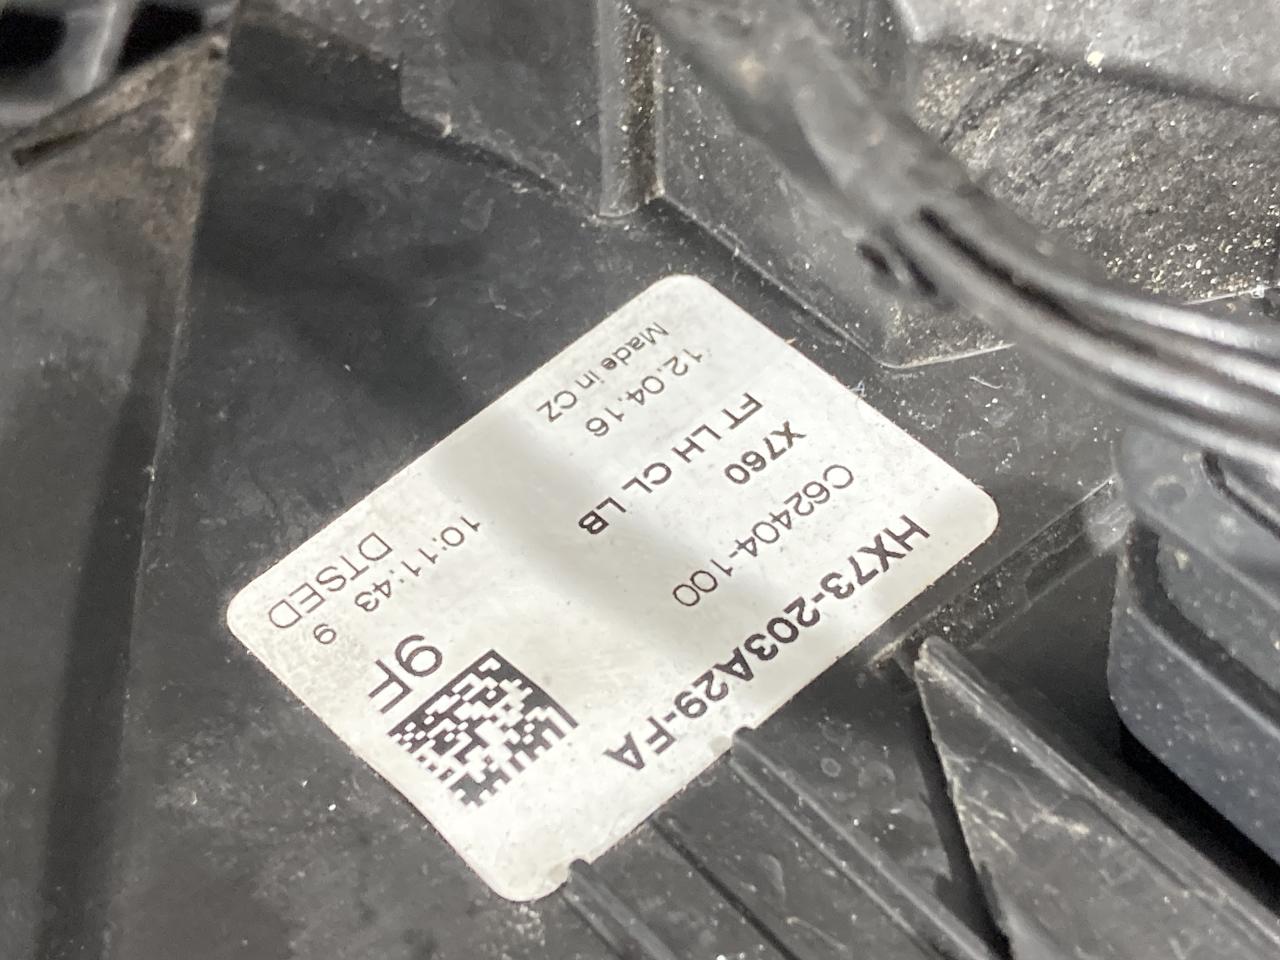 HX73-203A29-FA
C62404-100
X760
FT LH CL LB
12.04.16
Made in CZ
10:11:43
DTSED
9
9F